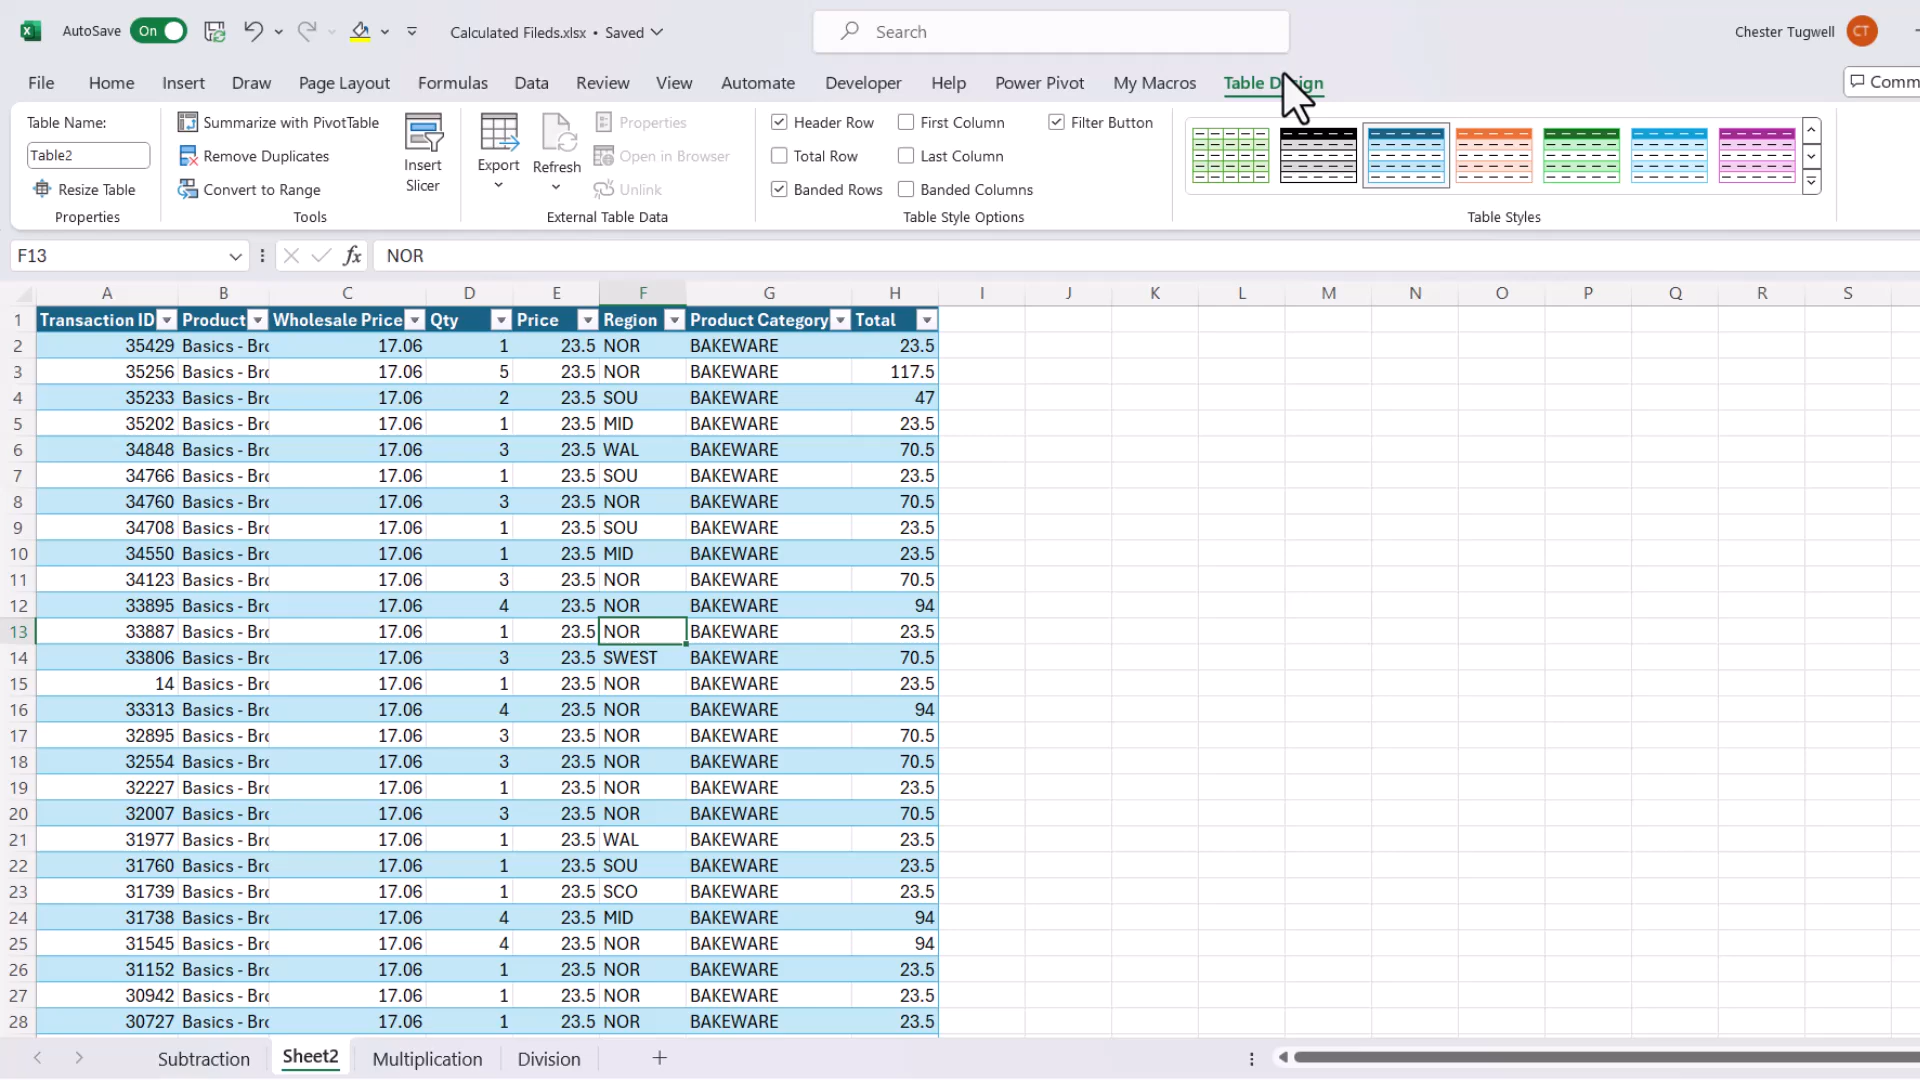 AutoSave On Calculated Fileds.xlsx • Saved Search Chester Tugwell CT
File Home Insert Draw Page Layout Formulas Data Review View Automate Developer Help Power Pivot My Macros Table Design Comm
Table Name:
Table2
Resize Table
Properties
Summarize with PivotTable
Remove Duplicates
Convert to Range
Tools
Insert
Slicer
Export
Refresh
Properties
Open in Browser
Unlink
External Table Data
Header Row First Column Filter Button
Total Row Last Column
Banded Rows Banded Columns
Table Style Options
Table Styles
F13 fx NOR
A B C D E F G H I J K L M N O P Q R S
1 Transaction ID Product Wholesale Price Qty Price Region Product Category Total
2 35429 Basics - Bro 17.06 1 23.5 NOR BAKEWARE 23.5
3 35256 Basics - Bro 17.06 5 23.5 NOR BAKEWARE 117.5
4 35233 Basics - Bro 17.06 2 23.5 SOU BAKEWARE 47
5 35202 Basics - Bro 17.06 1 23.5 MID BAKEWARE 23.5
6 34848 Basics - Bro 17.06 3 23.5 WAL BAKEWARE 70.5
7 34766 Basics - Bro 17.06 1 23.5 SOU BAKEWARE 23.5
8 34760 Basics - Bro 17.06 3 23.5 NOR BAKEWARE 70.5
9 34708 Basics - Bro 17.06 1 23.5 SOU BAKEWARE 23.5
10 34550 Basics - Bro 17.06 1 23.5 MID BAKEWARE 23.5
11 34123 Basics - Bro 17.06 3 23.5 NOR BAKEWARE 70.5
12 33895 Basics - Bro 17.06 4 23.5 NOR BAKEWARE 94
13 33887 Basics - Bro 17.06 1 23.5 NOR BAKEWARE 23.5
14 33806 Basics - Bro 17.06 3 23.5 SWEST BAKEWARE 70.5
15 14 Basics - Bro 17.06 1 23.5 NOR BAKEWARE 23.5
16 33313 Basics - Bro 17.06 4 23.5 NOR BAKEWARE 94
17 32895 Basics - Bro 17.06 3 23.5 NOR BAKEWARE 70.5
18 32554 Basics - Bro 17.06 3 23.5 NOR BAKEWARE 70.5
19 32227 Basics - Bro 17.06 1 23.5 NOR BAKEWARE 23.5
20 32007 Basics - Bro 17.06 3 23.5 NOR BAKEWARE 70.5
21 31977 Basics - Bro 17.06 1 23.5 WAL BAKEWARE 23.5
22 31760 Basics - Bro 17.06 1 23.5 SOU BAKEWARE 23.5
23 31739 Basics - Bro 17.06 1 23.5 SCO BAKEWARE 23.5
24 31738 Basics - Bro 17.06 4 23.5 MID BAKEWARE 94
25 31545 Basics - Bro 17.06 4 23.5 NOR BAKEWARE 94
26 31152 Basics - Bro 17.06 1 23.5 NOR BAKEWARE 23.5
27 30942 Basics - Bro 17.06 1 23.5 NOR BAKEWARE 23.5
28 30727 Basics - Bro 17.06 1 23.5 NOR BAKEWARE 23.5
Subtraction Sheet2 Multiplication Division